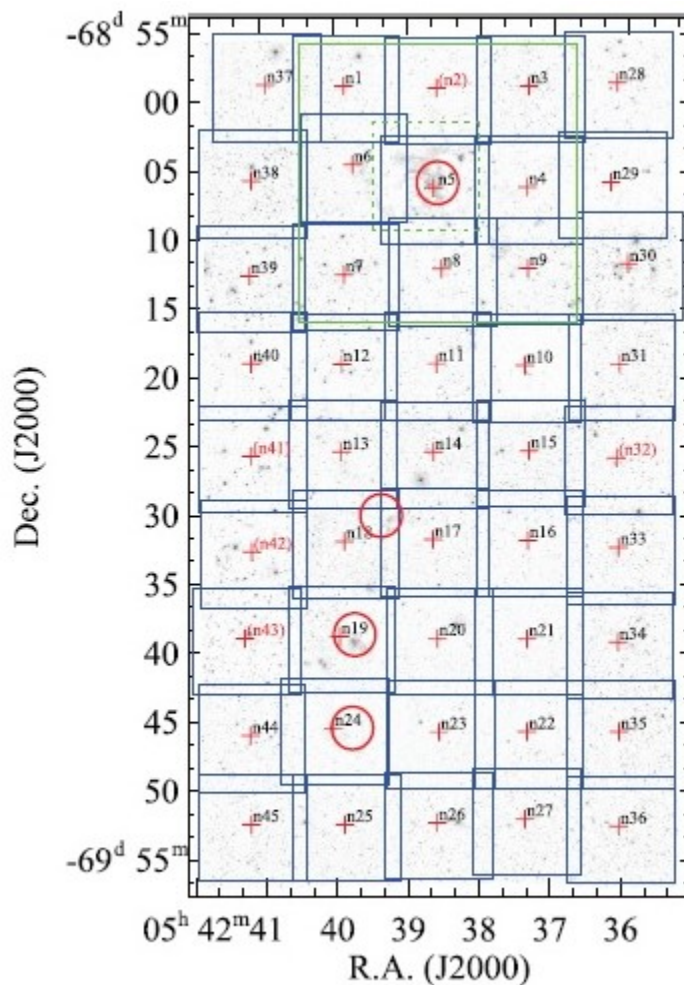 -68d 55m
n37 n1 (n2) n3 n28
00
n38 n6 n5 n4 n29
05
10
n39 n7 n8 n9 n30
15
n40 n12 n11 n10 n31
20
(n41) n13 n14 n15 (n32)
25
30
(n42) n18 n17 n16 n33
35
(n43) n19 n20 n21 n34
40
n44 n24 n23 n22 n35
45
50
n45 n25 n26 n27 n36
-69d 55m
Dec. (J2000)
05h 42m 41 40 39 38 37 36
R.A. (J2000)